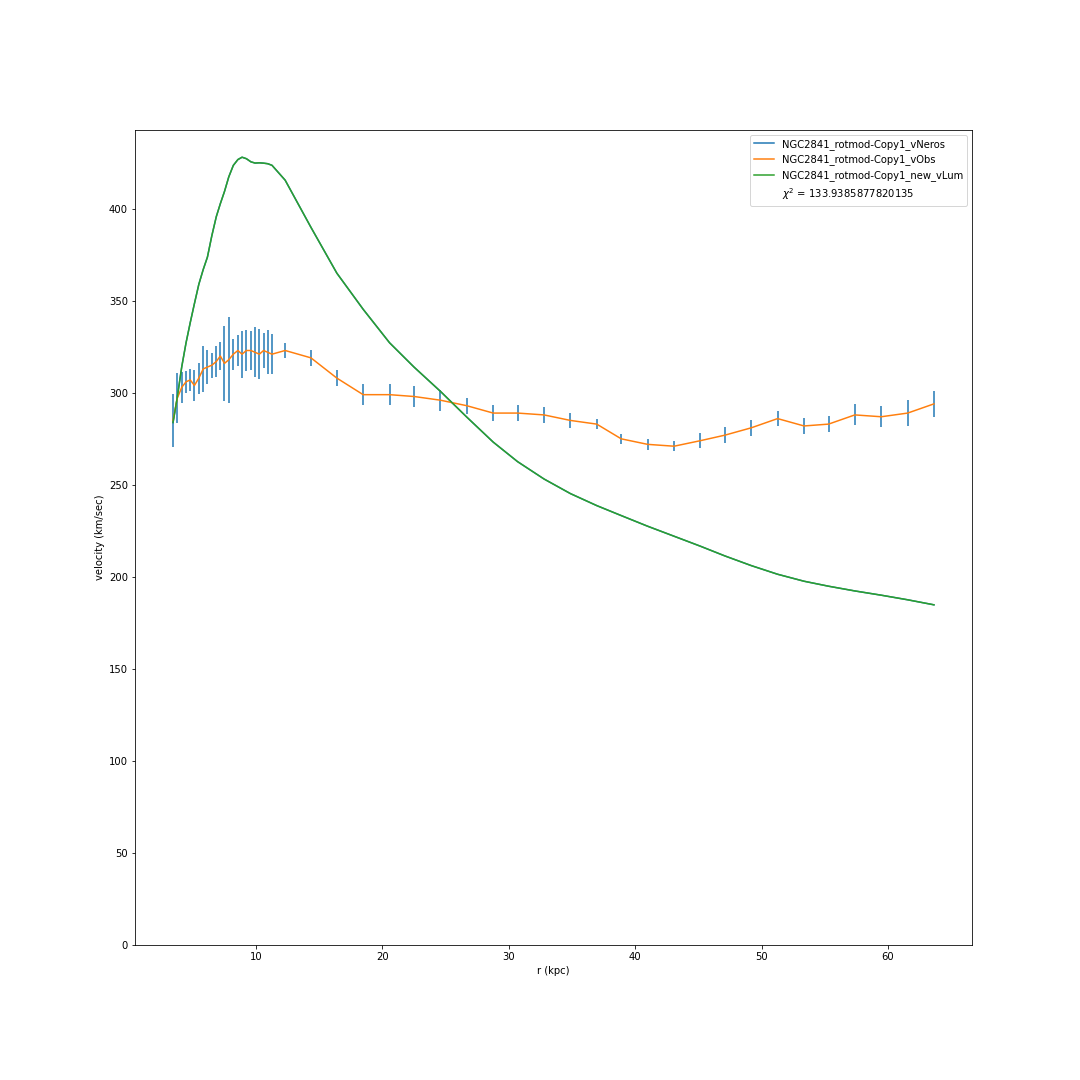 NGC2841_rotmod-Copy1_vNeros
NGC2841_rotmod-Copy1_vObs
NGC2841_rotmod-Copy1_new_vLum
χ² = 133.9385877820135
400
350
300
250
200
150
100
50
0
velocity (km/sec)
10 20 30 40 50 60
r (kpc)